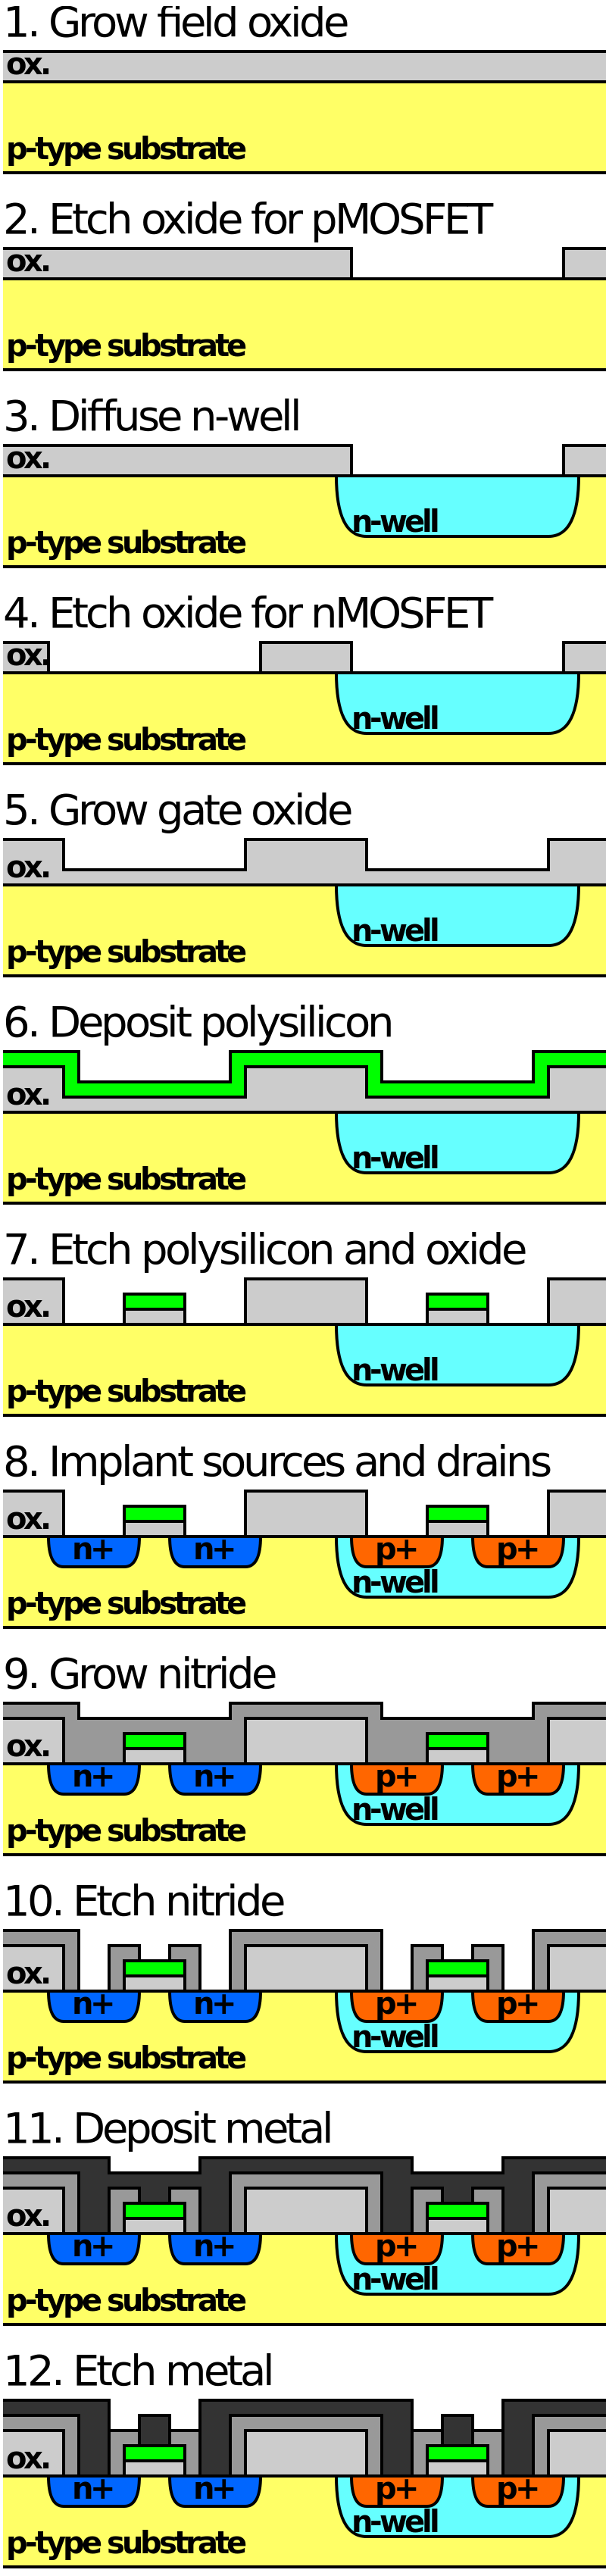 1. Grow field oxide
ox.
p-type substrate
2. Etch oxide for pMOSFET
ox.
p-type substrate
3. Diffuse n-well
ox.
n-well
p-type substrate
4. Etch oxide for nMOSFET
ox.
n-well
p-type substrate
5. Grow gate oxide
ox.
n-well
p-type substrate
6. Deposit polysilicon
ox.
n-well
p-type substrate
7. Etch polysilicon and oxide
ox.
n-well
p-type substrate
8. Implant sources and drains
ox.
n+ n+ p+ p+
n-well
p-type substrate
9. Grow nitride
ox.
n+ n+ p+ p+
n-well
p-type substrate
10. Etch nitride
ox.
n+ n+ p+ p+
n-well
p-type substrate
11. Deposit metal
ox.
n+ n+ p+ p+
n-well
p-type substrate
12. Etch metal
ox.
n+ n+ p+ p+
n-well
p-type substrate